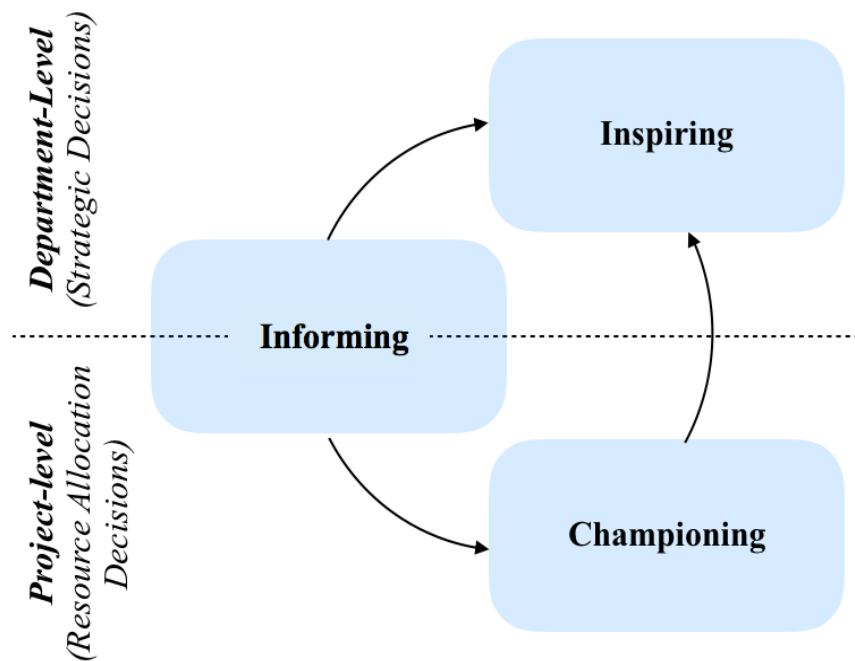 Department-Level
(Strategic Decisions)
Inspiring
Informing
Project-level
(Resource Allocation
Decisions)
Championing